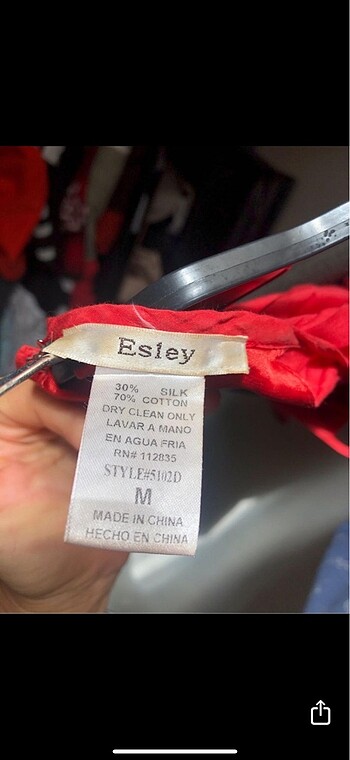 Esley
30% SILK
70% COTTON
DRY CLEAN ONLY
LAVAR A MANO
EN AGUA FRIA
RN# 112835
STYLE#5102D
M
MADE IN CHINA
HECHO EN CHINA